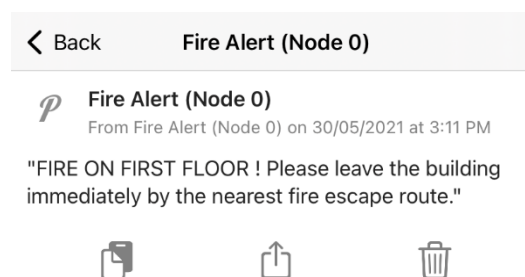 Back Fire Alert (Node 0)
Fire Alert (Node 0)
From Fire Alert (Node 0) on 30/05/2021 at 3:11 PM
"FIRE ON FIRST FLOOR ! Please leave the building
immediately by the nearest fire escape route."